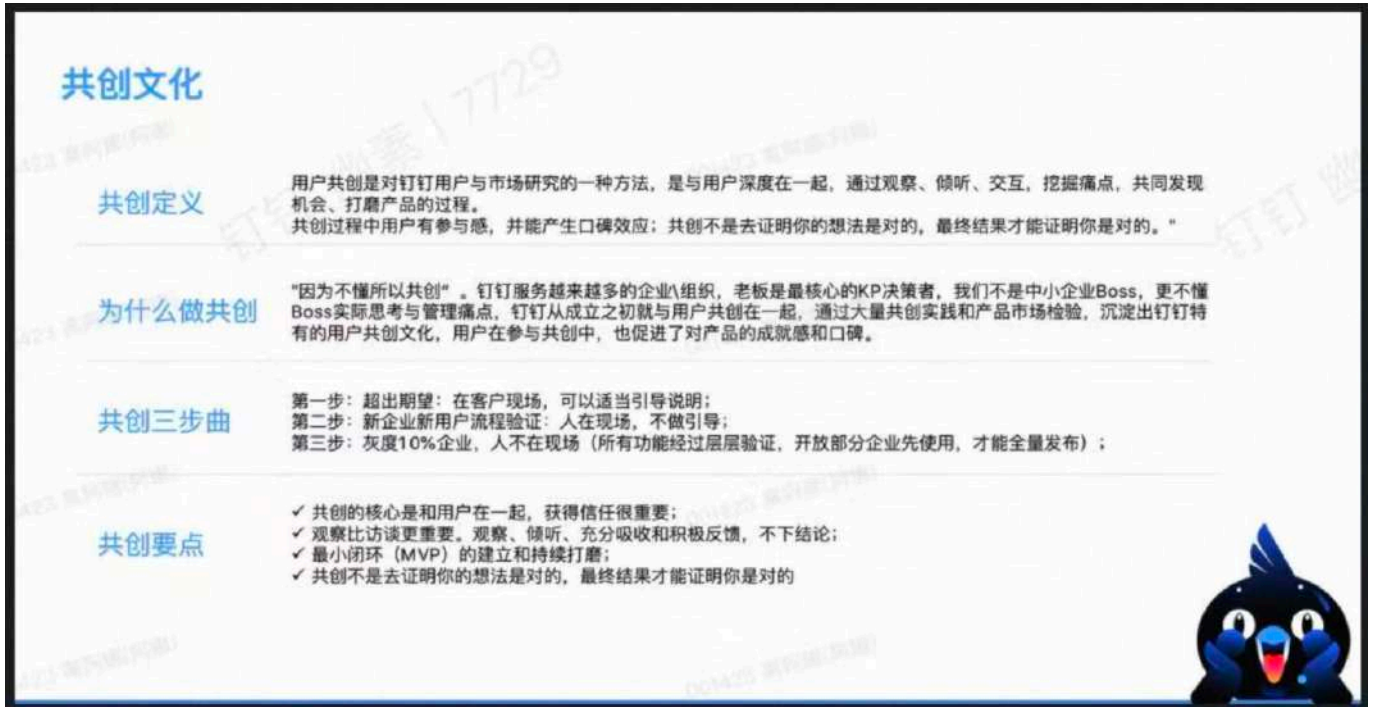 共创文化
共创定义
用户共创是对钉钉用户与市场研究的一种方法，是与用户深度在一起，通过观察、倾听、交互，挖掘痛点，共同发现
机会、打磨产品的过程。
共创过程中用户有参与感，并能产生口碑效应；共创不是去证明你的想法是对的，最终结果才能证明你是对的。"
为什么做共创
"因为不懂所以共创" 。钉钉服务越来越多的企业\组织，老板是最核心的KP决策者，我们不是中小企业Boss，更不懂
Boss实际思考与管理痛点，钉钉从成立之初就与用户共创在一起，通过大量共创实践和产品市场检验，沉淀出钉钉特
有的用户共创文化，用户在参与共创中，也促进了对产品的成就感和口碑。
共创三步曲
第一步：超出期望：在客户现场，可以适当引导说明；
第二步：新企业新用户流程验证：人在现场，不做引导；
第三步：灰度10%企业，人不在现场（所有功能经过层层验证，开放部分企业先使用，才能全量发布）；
共创要点
✓ 共创的核心是和用户在一起，获得信任很重要；
✓ 观察比访谈更重要。观察、倾听、充分吸收和积极反馈，不下结论；
✓ 最小闭环（MVP）的建立和持续打磨；
✓ 共创不是去证明你的想法是对的，最终结果才能证明你是对的